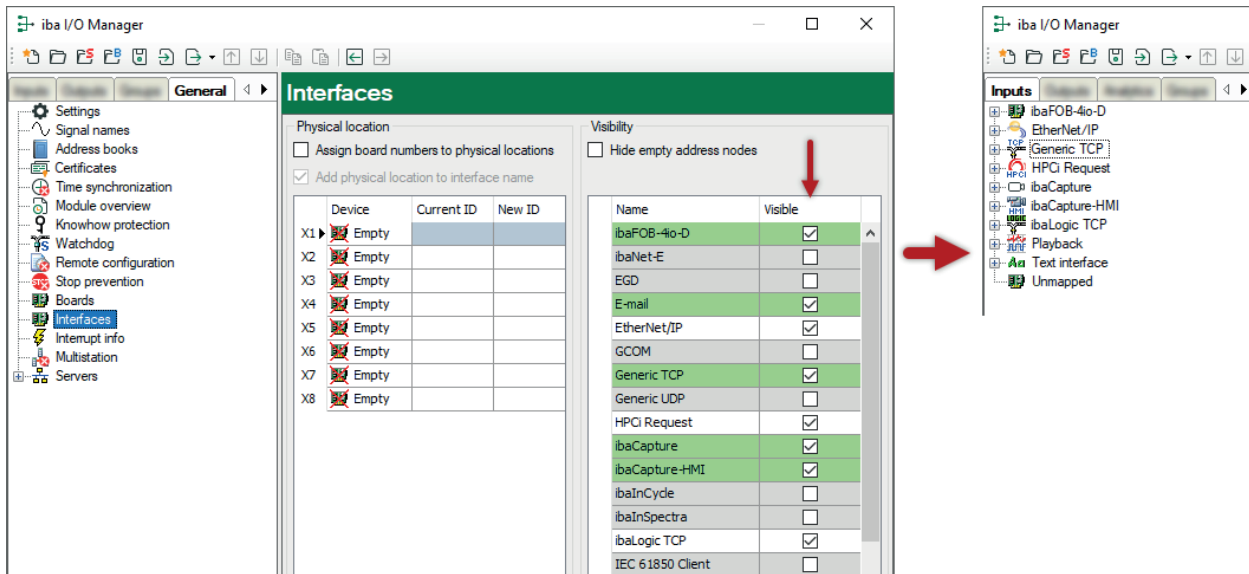 iba I/O Manager
General
Settings
Signal names
Address books
Certificates
Time synchronization
Module overview
Knowhow protection
Watchdog
Remote configuration
Stop prevention
Boards
Interfaces
Interrupt info
Multistation
Servers
Interfaces
Physical location
Assign board numbers to physical locations
Add physical location to interface name
Device Current ID New ID
X1 Empty
X2 Empty
X3 Empty
X4 Empty
X5 Empty
X6 Empty
X7 Empty
X8 Empty
Visibility
Hide empty address nodes
Name Visible
ibaFOB-4io-D
ibaNet-E
EGD
E-mail
EtherNet/IP
GCOM
Generic TCP
Generic UDP
HPCi Request
ibaCapture
ibaCapture-HMI
ibaInCycle
ibaInSpectra
ibaLogic TCP
IEC 61850 Client
iba I/O Manager
Inputs
ibaFOB-4io-D
EtherNet/IP
TCP Generic TCP
HPCi HPCi Request
ibaCapture
HMI ibaCapture-HMI
LOGIC ibaLogic TCP
Playback
Aa Text interface
Unmapped